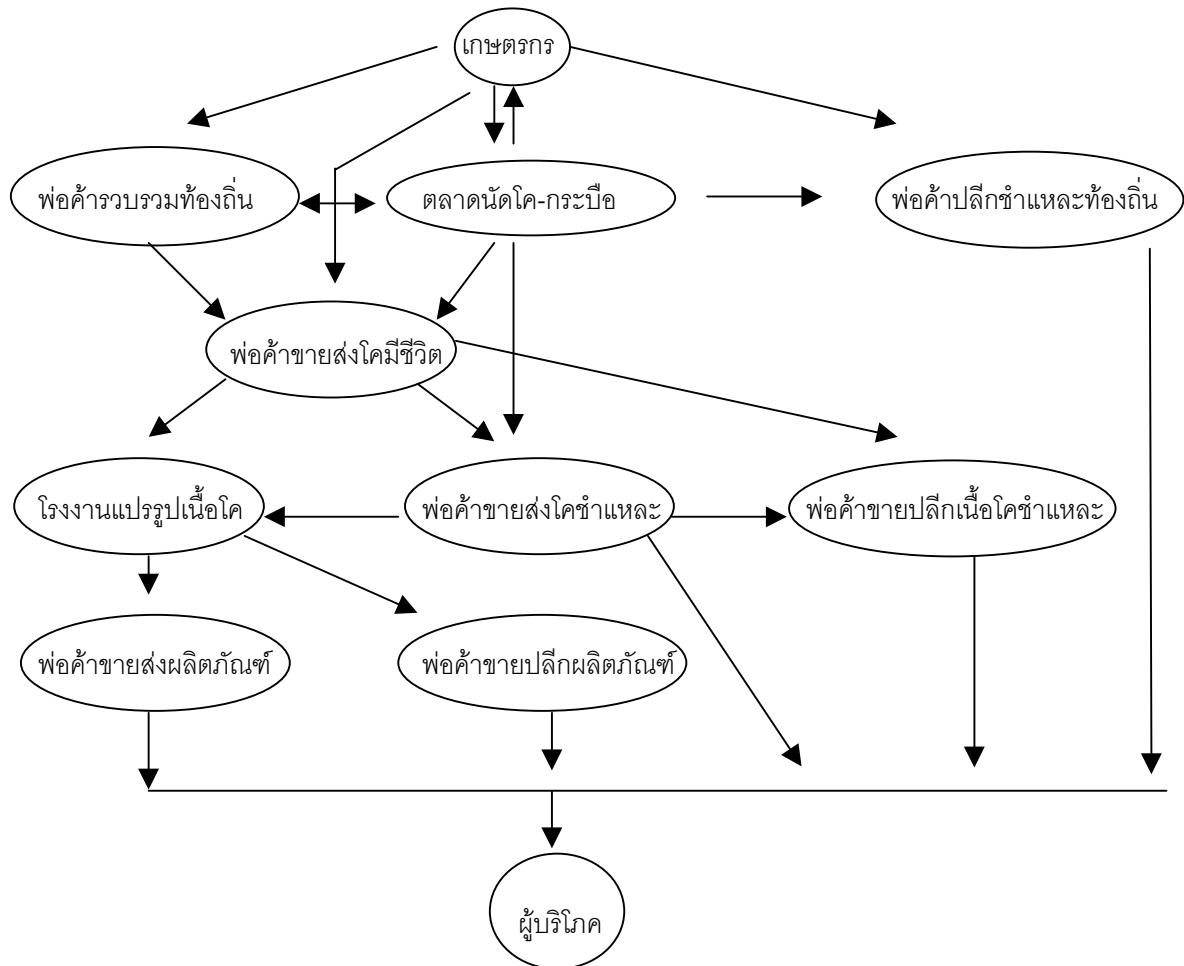 เกษตรกร
พ่อค้ารวบรวมท้องถิ่น
ตลาดนัดโค-กระบือ
พ่อค้าปลีกชำแหละท้องถิ่น
พ่อค้าขายส่งโคมีชีวิต
โรงงานแปรรูปเนื้อโค
พ่อค้าขายส่งโคชำแหละ
พ่อค้าขายปลีกเนื้อโคชำแหละ
พ่อค้าขายส่งผลิตภัณฑ์
พ่อค้าขายปลีกผลิตภัณฑ์
ผู้บริโภค